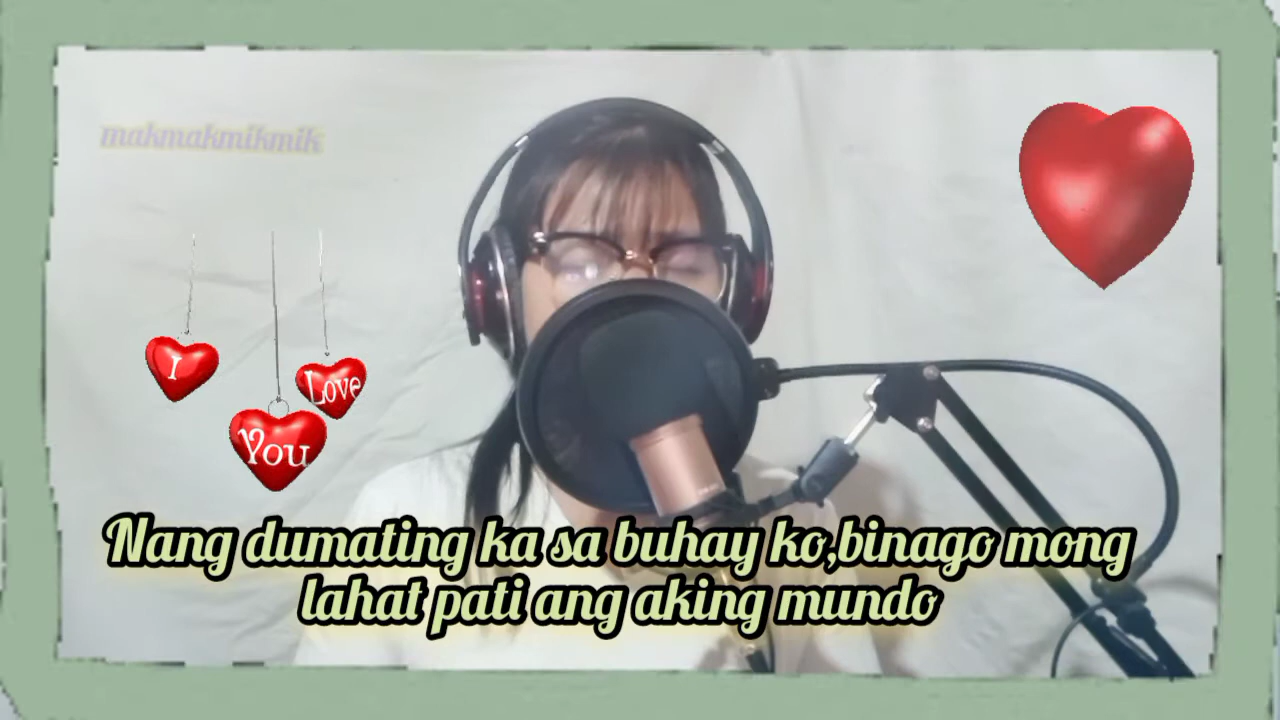 makmakmikmik
I
Love
You
Nang dumating ka sa buhay ko,binago mong
lahat pati ang aking mundo